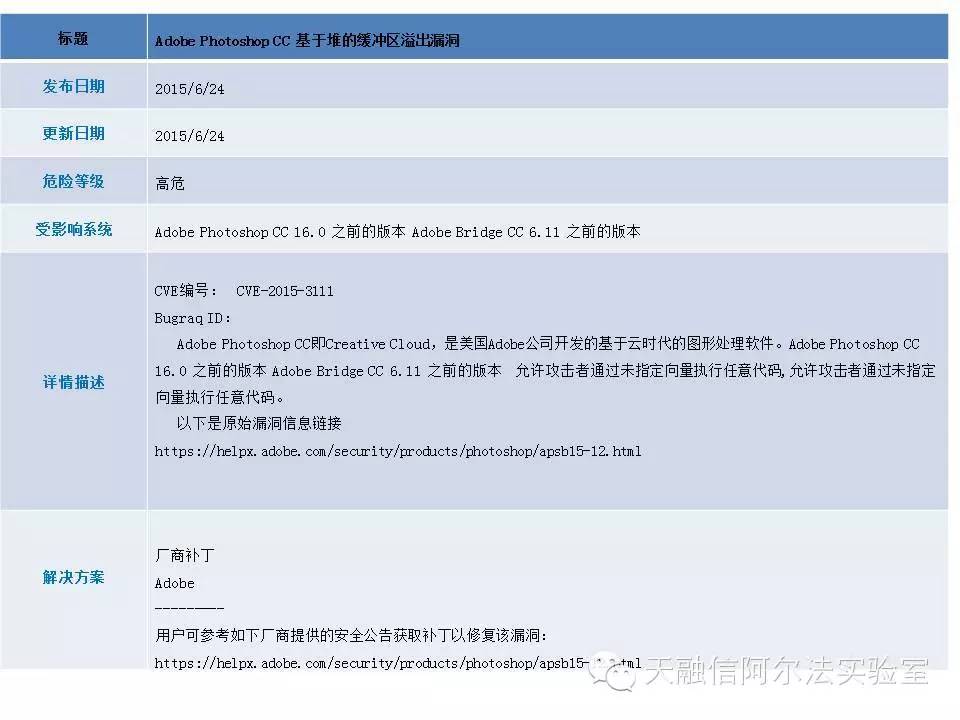 标题
Adobe Photoshop CC 基于堆的缓冲区溢出漏洞
发布日期
2015/6/24
更新日期
2015/6/24
危险等级
高危
受影响系统
Adobe Photoshop CC 16.0 之前的版本 Adobe Bridge CC 6.11 之前的版本
详情描述
CVE编号： CVE-2015-3111
Bugraq ID：
Adobe Photoshop CC即Creative Cloud，是美国Adobe公司开发的基于云时代的图形处理软件。Adobe Photoshop CC
16.0 之前的版本 Adobe Bridge CC 6.11 之前的版本 允许攻击者通过未指定向量执行任意代码,允许攻击者通过未指定
向量执行任意代码。
以下是原始漏洞信息链接
https://helpx.adobe.com/security/products/photoshop/apsb15-12.html
解决方案
厂商补丁
Adobe
---------
用户可参考如下厂商提供的安全公告获取补丁以修复该漏洞：
https://helpx.adobe.com/security/products/photoshop/apsb15-12.html
天融信阿尔法实验室